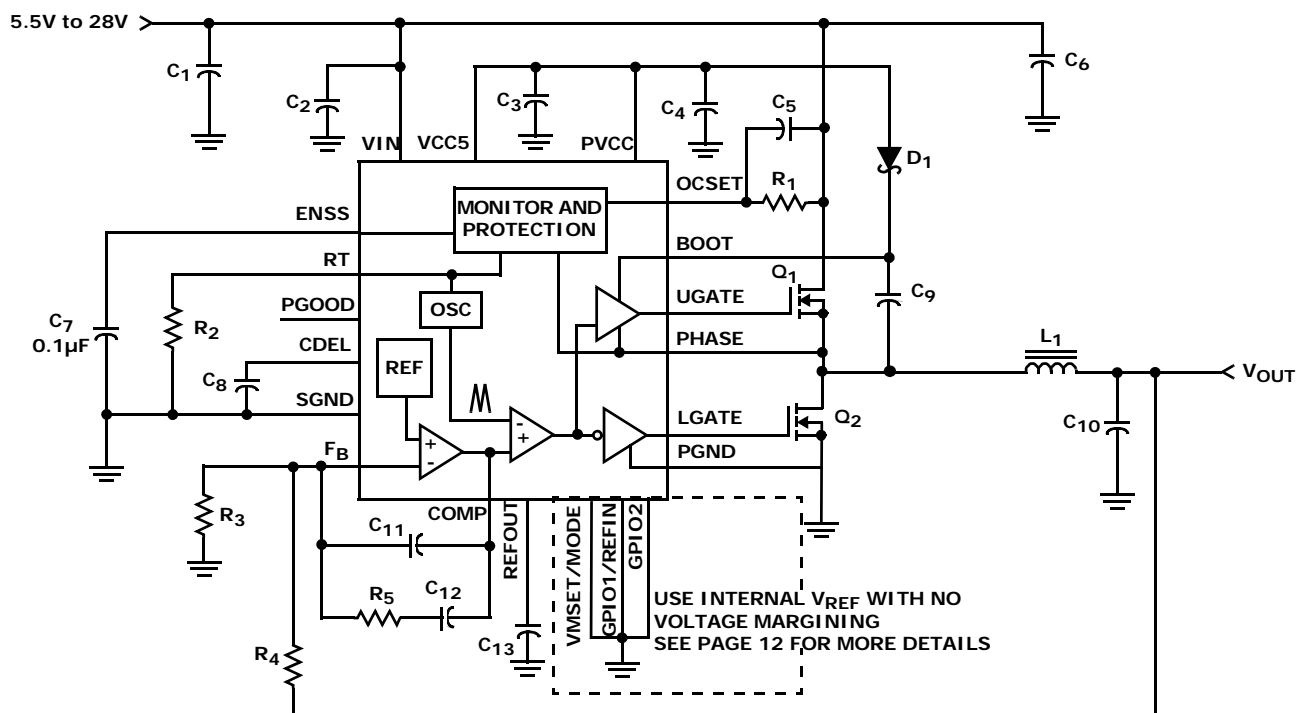 5.5V to 28V
C1
C2
C3
C4
C5
C6
VIN
VCC5
PVCC
OCSET
R1
D1
ENSS
MONITOR AND
PROTECTION
BOOT
RT
Q1
C9
PGOOD
OSC
UGATE
C7
0.1µF
R2
CDEL
REF
PHASE
L1
VOUT
C8
SGND
LGATE
Q2
C10
FB
+
-
-
+
PGND
R3
COMP
REFOUT
VMSET/MODE
GPIO1/REFIN
GPIO2
C11
R5
C12
C13
R4
USE INTERNAL VREF WITH NO
VOLTAGE MARGINING
SEE PAGE 12 FOR MORE DETAILS